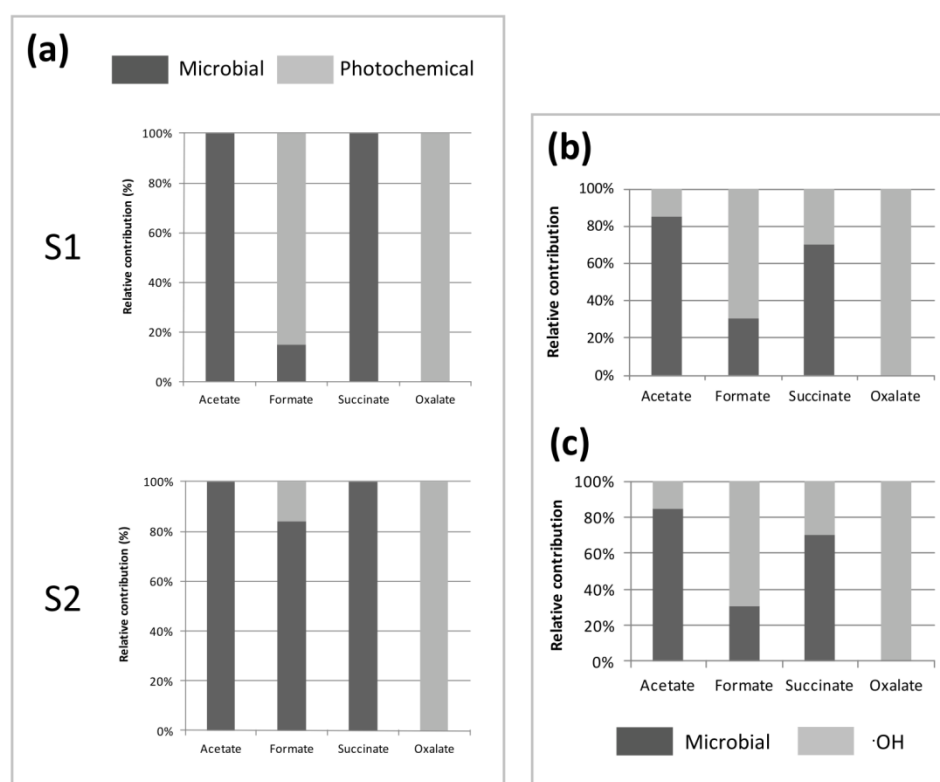 (a)
Microbial Photochemical
S1
Relative contribution (%)
100%
80%
60%
40%
20%
0%
Acetate Formate Succinate Oxalate
S2
Relative contribution (%)
100%
80%
60%
40%
20%
0%
Acetate Formate Succinate Oxalate
(b)
Relative contribution
100%
80%
60%
40%
20%
0%
Acetate Formate Succinate Oxalate
(c)
Relative contribution
100%
80%
60%
40%
20%
0%
Acetate Formate Succinate Oxalate
Microbial ·OH